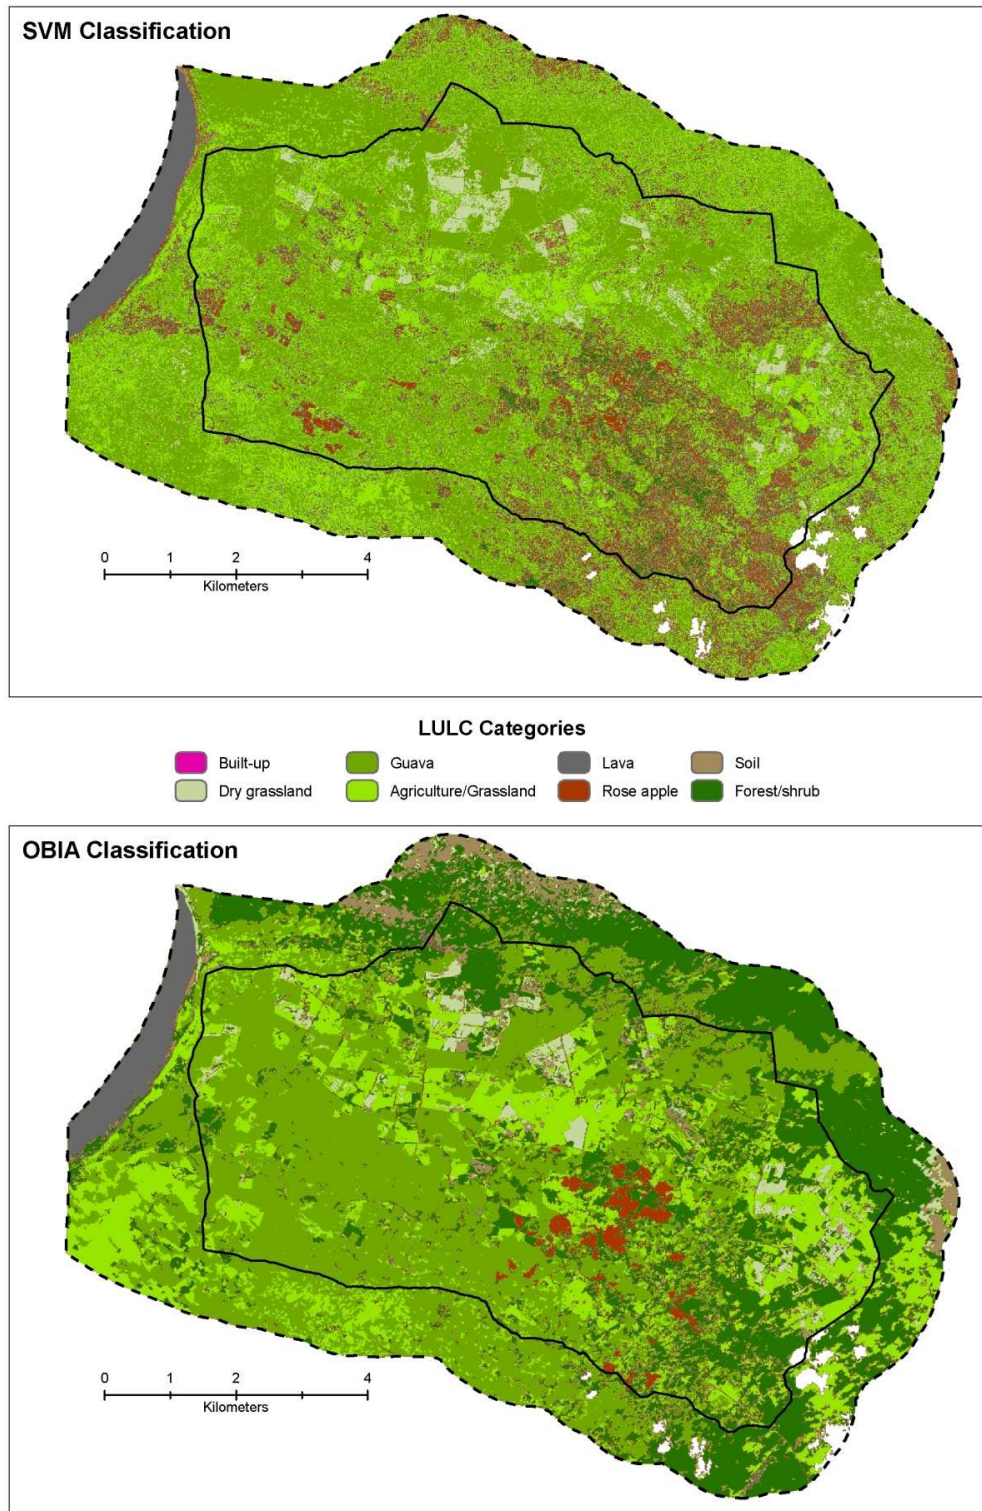 SVM Classification
0 1 2 4
Kilometers
LULC Categories
Built-up Guava Lava Soil
Dry grassland Agriculture/Grassland Rose apple Forest/shrub
OBIA Classification
0 1 2 4
Kilometers